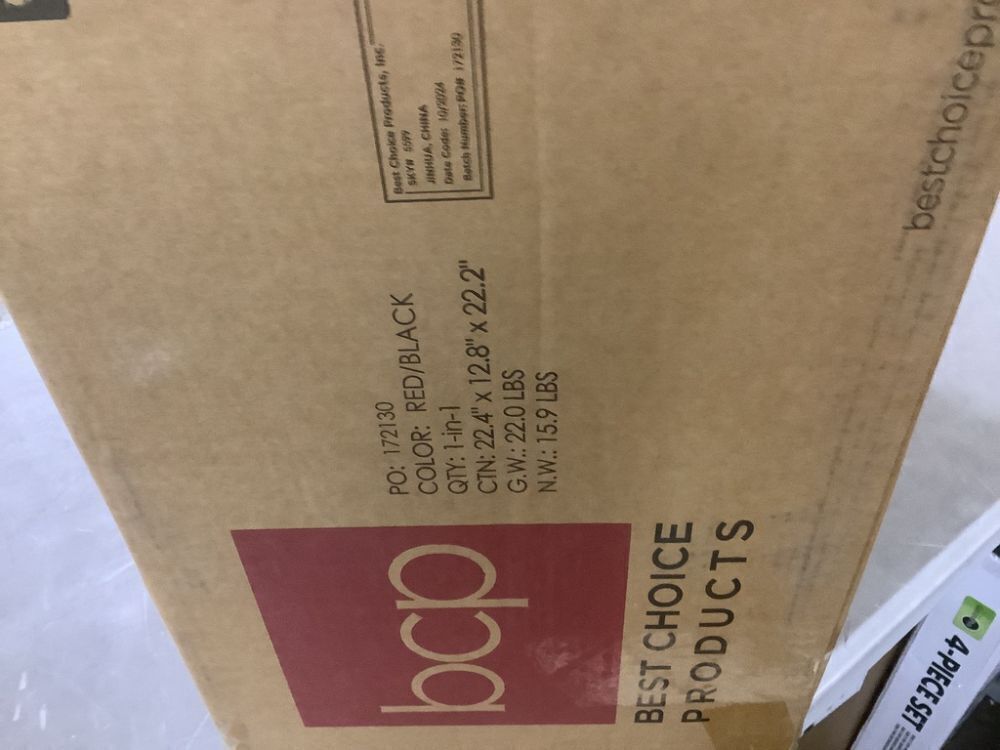 bcp
BEST CHOICE
PRODUCTS
PO: 172130
COLOR: RED/BLACK
QTY: 1-in-1
CTN: 22.4" x 12.8" x 22.2"
G.W.: 22.0 LBS
N.W.: 15.9 LBS
Best Choice Products, Inc.
SKY# 5599
JINHUA, CHINA
Date Code: 10/2024
Batch Number: PO# 172130
bestchoicepro
4-PIECE SET